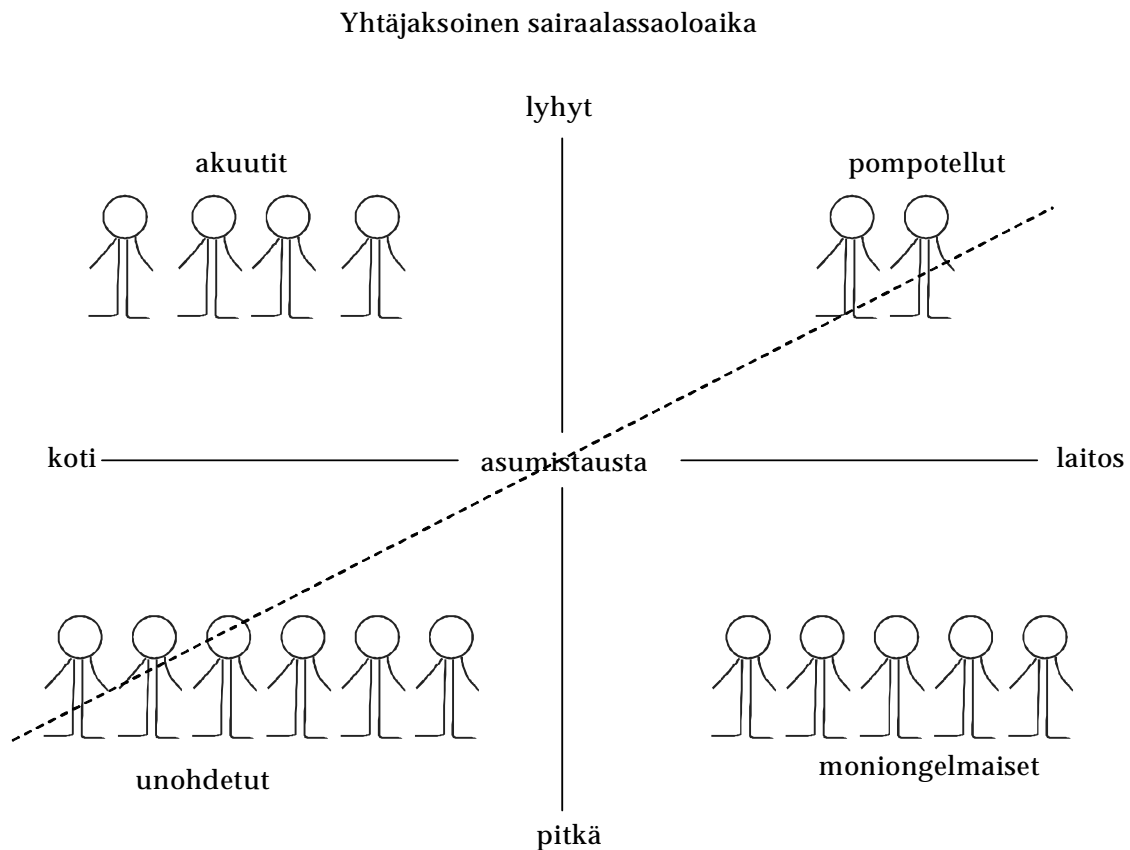 Yhtäjaksoinen sairaalassaoloaika
lyhyt
akuutit
pompotellut
koti
asumistausta
laitos
unohdetut
moniongelmaiset
pitkä